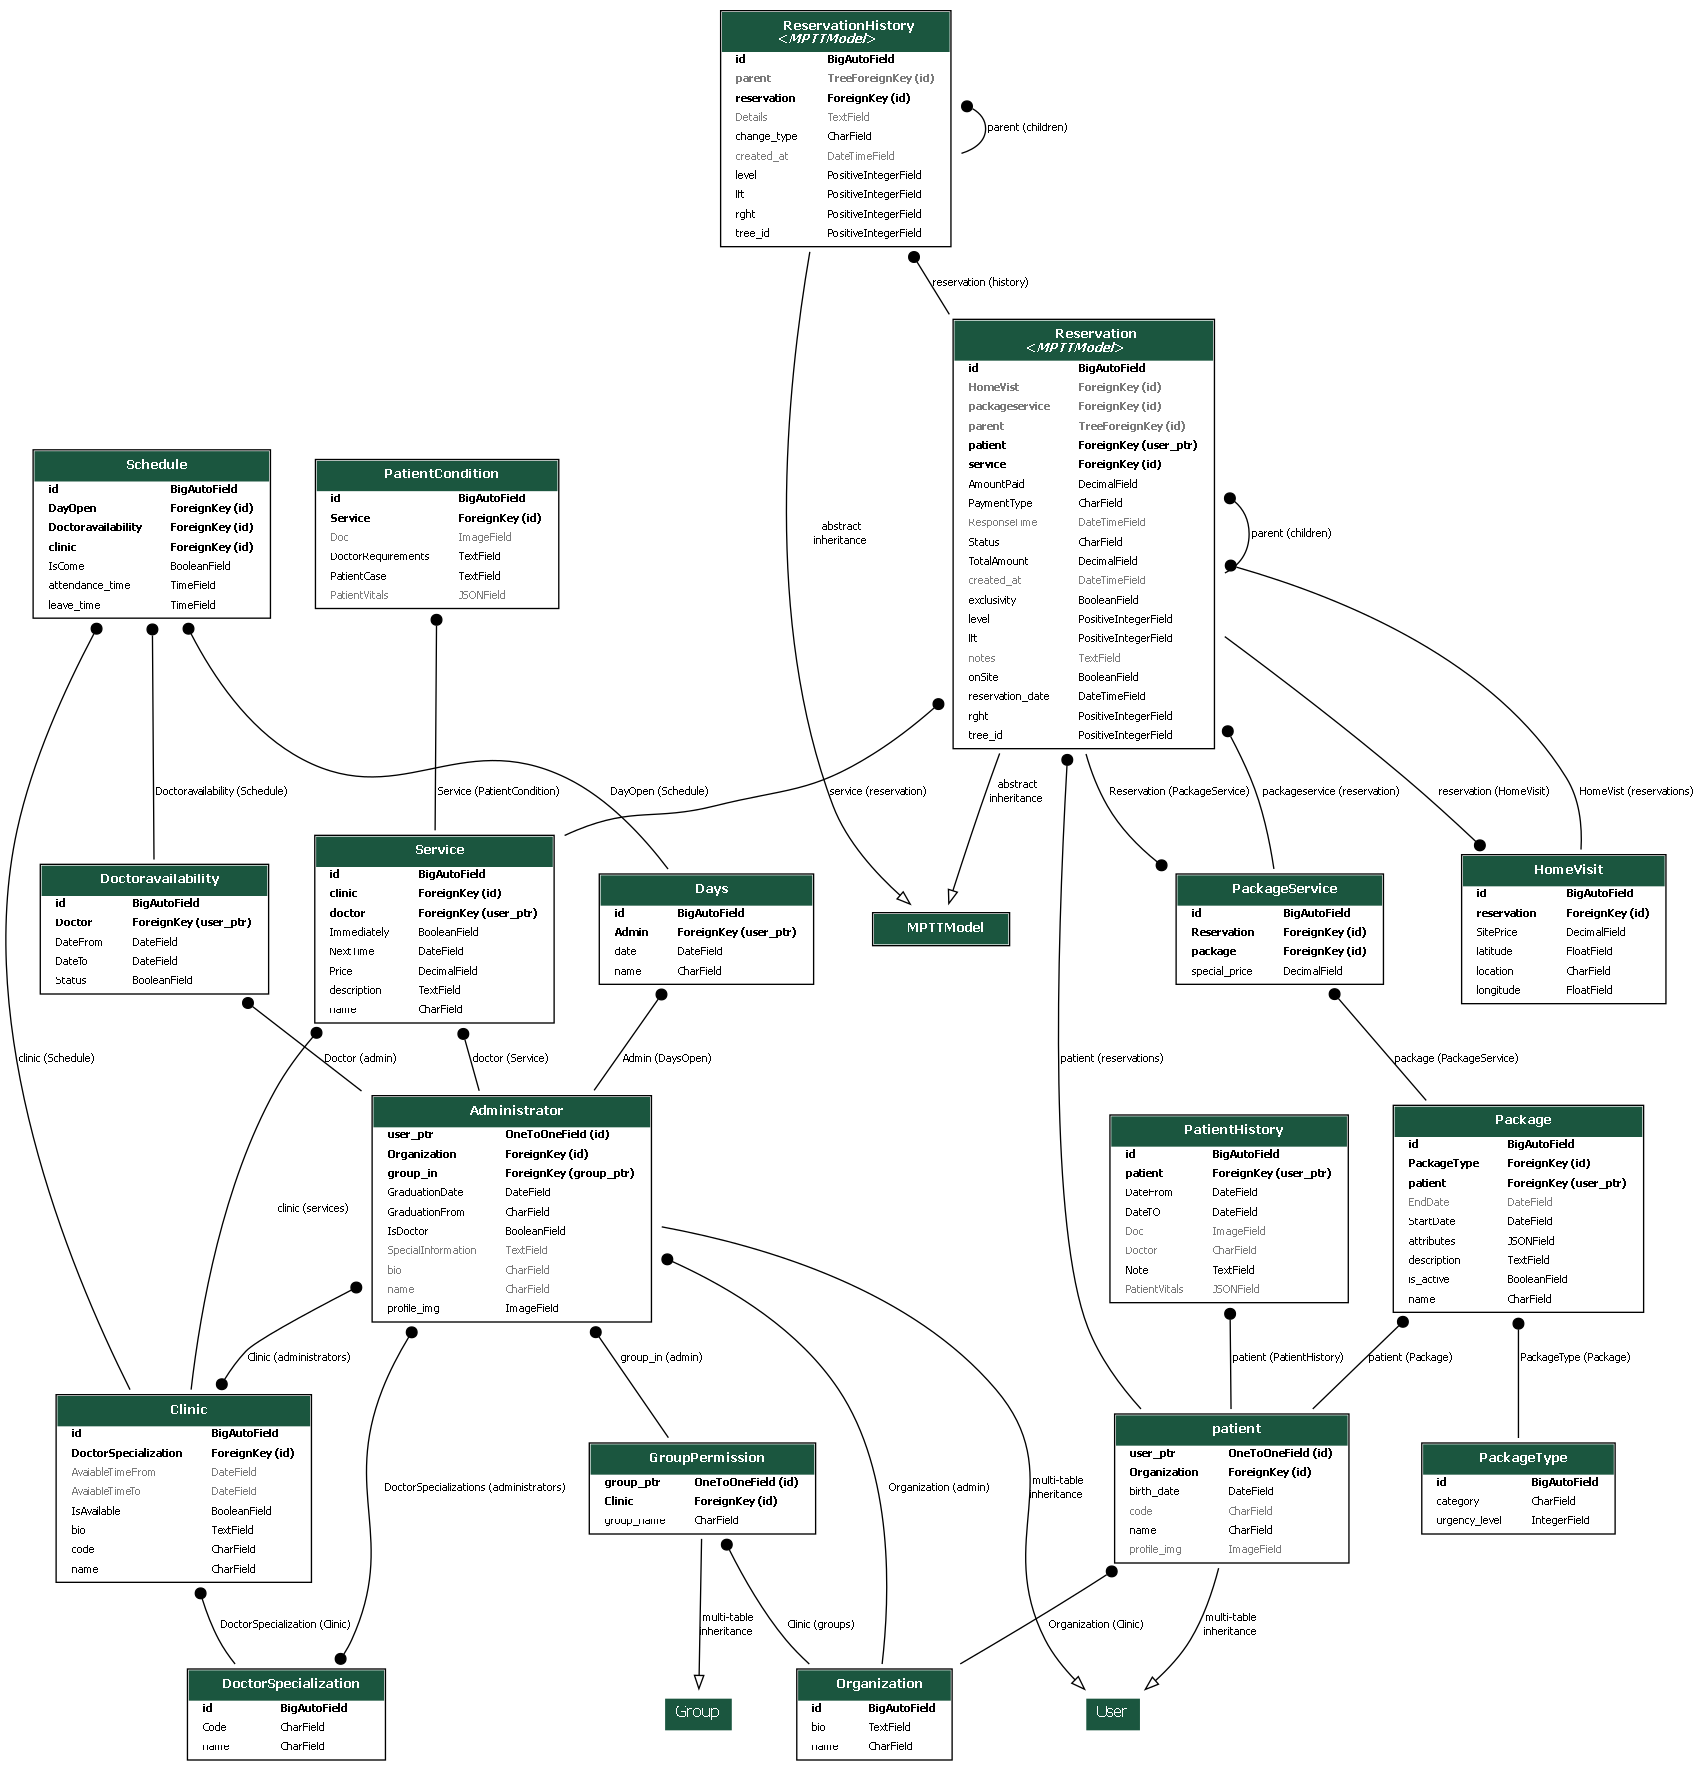 ReservationHistory
<MPTTModel>
id BigAutoField
parent TreeForeignKey (id)
reservation ForeignKey (id)
Details TextField
change_type CharField
created_at DateTimeField
level PositiveIntegerField
lft PositiveIntegerField
rght PositiveIntegerField
tree_id PositiveIntegerField
parent (children)
reservation (history)
Reservation
<MPTTModel>
id BigAutoField
HomeVist ForeignKey (id)
packageservice ForeignKey (id)
parent TreeForeignKey (id)
patient ForeignKey (user_ptr)
service ForeignKey (id)
AmountPaid DecimalField
PaymentType CharField
ResponseTime DateTimeField
Status CharField
TotalAmount DecimalField
created_at DateTimeField
exclusivity BooleanField
level PositiveIntegerField
lft PositiveIntegerField
notes TextField
onSite BooleanField
reservation_date DateTimeField
rght PositiveIntegerField
tree_id PositiveIntegerField
parent (children)
Schedule
id BigAutoField
DayOpen ForeignKey (id)
Doctoravailability ForeignKey (id)
clinic ForeignKey (id)
IsCome BooleanField
attendance_time TimeField
leave_time TimeField
PatientCondition
id BigAutoField
Service ForeignKey (id)
Doc ImageField
DoctorRequirements TextField
PatientCase TextField
PatientVitals JSONField
abstract
inheritance
Doctoravailability (Schedule)
Service (PatientCondition)
DayOpen (Schedule)
service (reservation)
abstract
inheritance
Reservation (PackageService)
packageservice (reservation)
reservation (HomeVisit)
HomeVist (reservations)
Doctoravailability
id BigAutoField
Doctor ForeignKey (user_ptr)
DateFrom DateField
DateTo DateField
Status BooleanField
Service
id BigAutoField
clinic ForeignKey (id)
doctor ForeignKey (user_ptr)
Immediately BooleanField
NextTime DateField
Price DecimalField
description TextField
name CharField
Days
id BigAutoField
Admin ForeignKey (user_ptr)
date DateField
name CharField
MPTTModel
PackageService
id BigAutoField
Reservation ForeignKey (id)
package ForeignKey (id)
special_price DecimalField
HomeVisit
id BigAutoField
reservation ForeignKey (id)
SitePrice DecimalField
latitude FloatField
location CharField
longitude FloatField
clinic (Schedule)
Doctor (admin)
doctor (Service)
Admin (DaysOpen)
patient (reservations)
package (PackageService)
Administrator
user_ptr OneToOneField (id)
Organization ForeignKey (id)
group_in ForeignKey (group_ptr)
GraduationDate DateField
GraduationFrom CharField
IsDoctor BooleanField
SpecialInformation TextField
bio CharField
name CharField
profile_img ImageField
clinic (services)
PatientHistory
id BigAutoField
patient ForeignKey (user_ptr)
DateFrom DateField
DateTO DateField
Doc ImageField
Doctor CharField
Note TextField
PatientVitals JSONField
Package
id BigAutoField
PackageType ForeignKey (id)
patient ForeignKey (user_ptr)
EndDate DateField
StartDate DateField
attributes JSONField
description TextField
is_active BooleanField
name CharField
Clinic (administrators)
group_in (admin)
patient (PatientHistory)
patient (Package)
PackageType (Package)
Clinic
id BigAutoField
DoctorSpecialization ForeignKey (id)
AvaiableTimeFrom DateField
AvaiableTimeTo DateField
IsAvailable BooleanField
bio TextField
code CharField
name CharField
DoctorSpecializations (administrators)
GroupPermission
group_ptr OneToOneField (id)
Clinic ForeignKey (id)
group_name CharField
Organization (admin)
multi-table
inheritance
patient
user_ptr OneToOneField (id)
Organization ForeignKey (id)
birth_date DateField
code CharField
name CharField
profile_img ImageField
PackageType
id BigAutoField
category CharField
urgency_level IntegerField
DoctorSpecialization (Clinic)
multi-table
inheritance
Clinic (groups)
Organization (Clinic)
multi-table
inheritance
DoctorSpecialization
id BigAutoField
Code CharField
name CharField
Group
Organization
id BigAutoField
bio TextField
name CharField
User